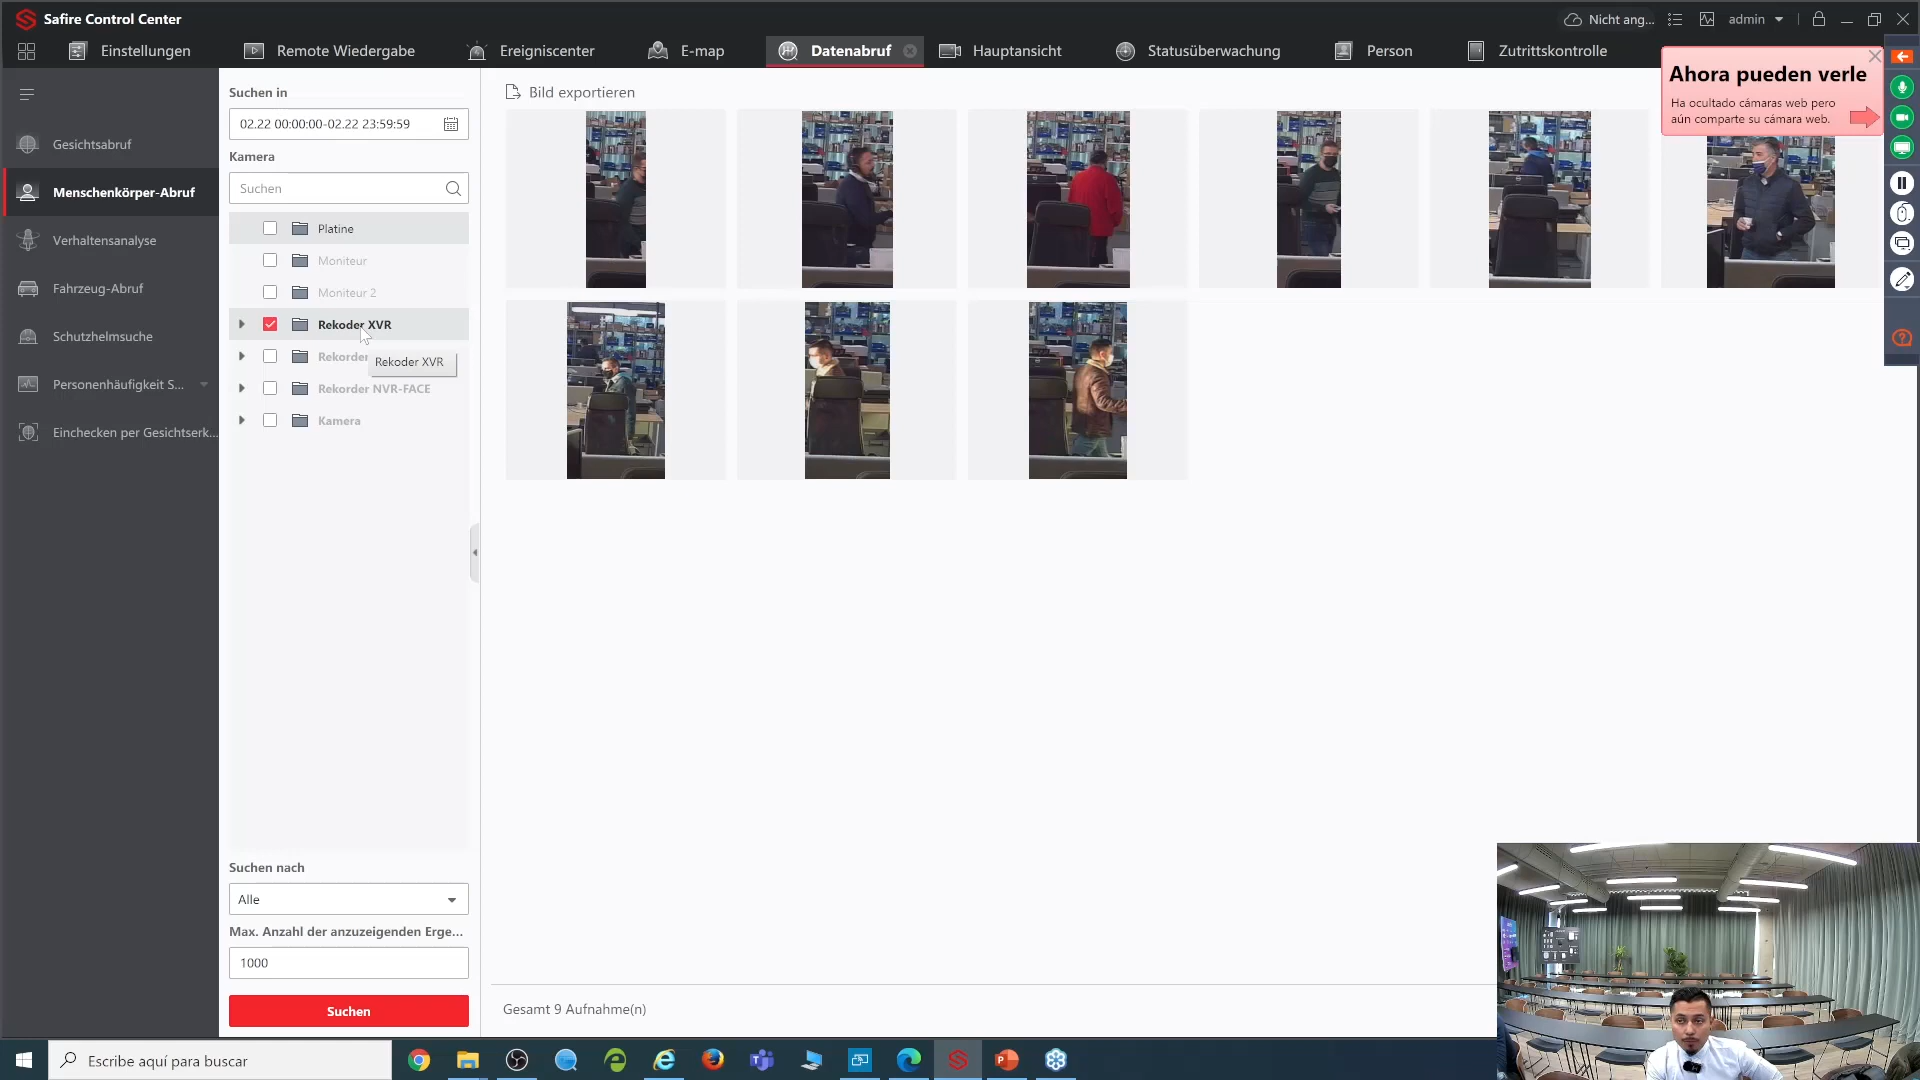 Safire Control Center
Nicht ang...
admin
Einstellungen
Remote Wiedergabe
Ereigniscenter
E-map
Datenabruf
Hauptansicht
Statusüberwachung
Person
Zutrittskontrolle
Ahora pueden verle
Ha ocultado cámaras web pero
aún comparte su cámara web.
Gesichtsabruf
Menschenkörper-Abruf
Verhaltensanalyse
Fahrzeug-Abruf
Schutzhelmsuche
Personenhäufigkeit S...
Einchecken per Gesichtserk...
Suchen in
02.22 00:00:00-02.22 23:59:59
Kamera
Suchen
Platine
Moniteur
Moniteur 2
Rekoder XVR
Rekorder
Rekoder XVR
Rekorder NVR-FACE
Kamera
Suchen nach
Alle
Max. Anzahl der anzuzeigenden Erge...
1000
Suchen
Bild exportieren
Gesamt 9 Aufnahme(n)
Escribe aquí para buscar